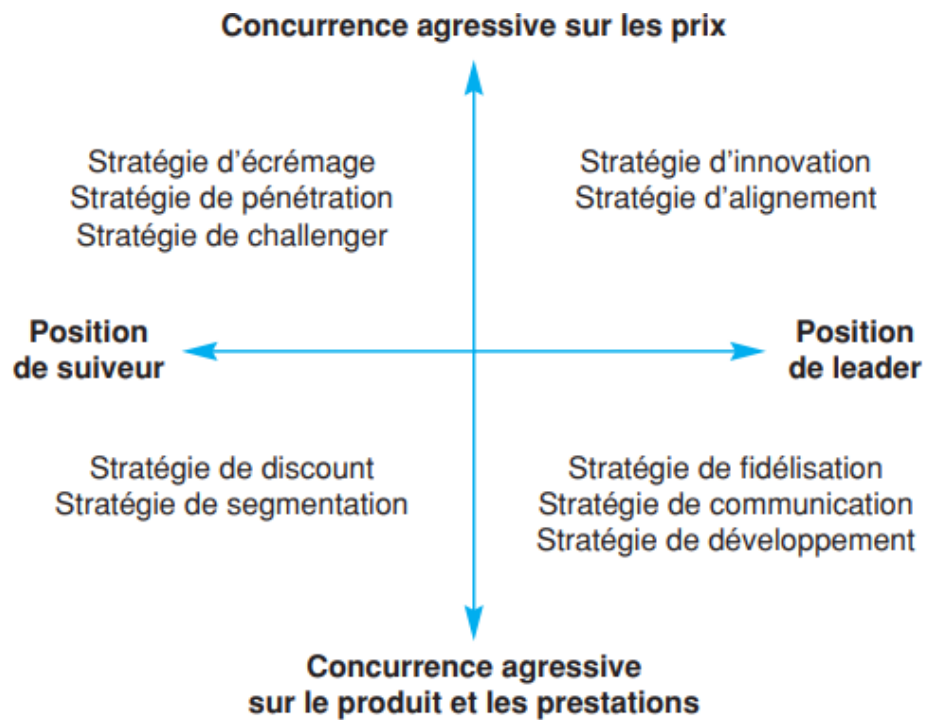 Concurrence agressive sur les prix
Stratégie d’écrémage
Stratégie de pénétration
Stratégie de challenger
Stratégie d’innovation
Stratégie d’alignement
Position
de suiveur
Position
de leader
Stratégie de discount
Stratégie de segmentation
Stratégie de fidélisation
Stratégie de communication
Stratégie de développement
Concurrence agressive
sur le produit et les prestations